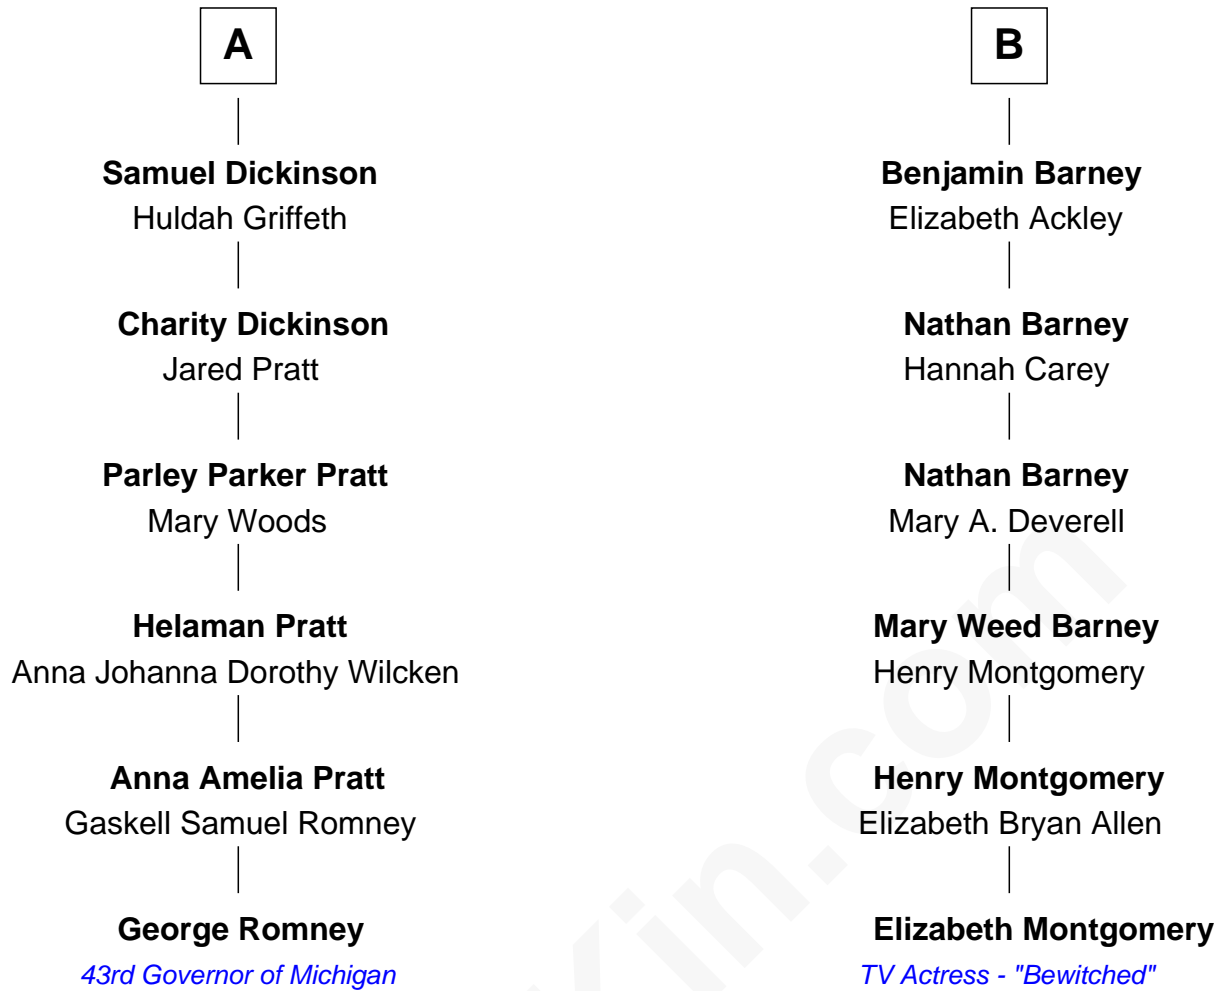 A
B
Samuel Dickinson
Huldah Griffeth
Benjamin Barney
Elizabeth Ackley
Charity Dickinson
Jared Pratt
Nathan Barney
Hannah Carey
Parley Parker Pratt
Mary Woods
Nathan Barney
Mary A. Deverell
Helaman Pratt
Anna Johanna Dorothy Wilcken
Mary Weed Barney
Henry Montgomery
Anna Amelia Pratt
Gaskell Samuel Romney
Henry Montgomery
Elizabeth Bryan Allen
George Romney
43rd Governor of Michigan
Elizabeth Montgomery
TV Actress - "Bewitched"
kin.com